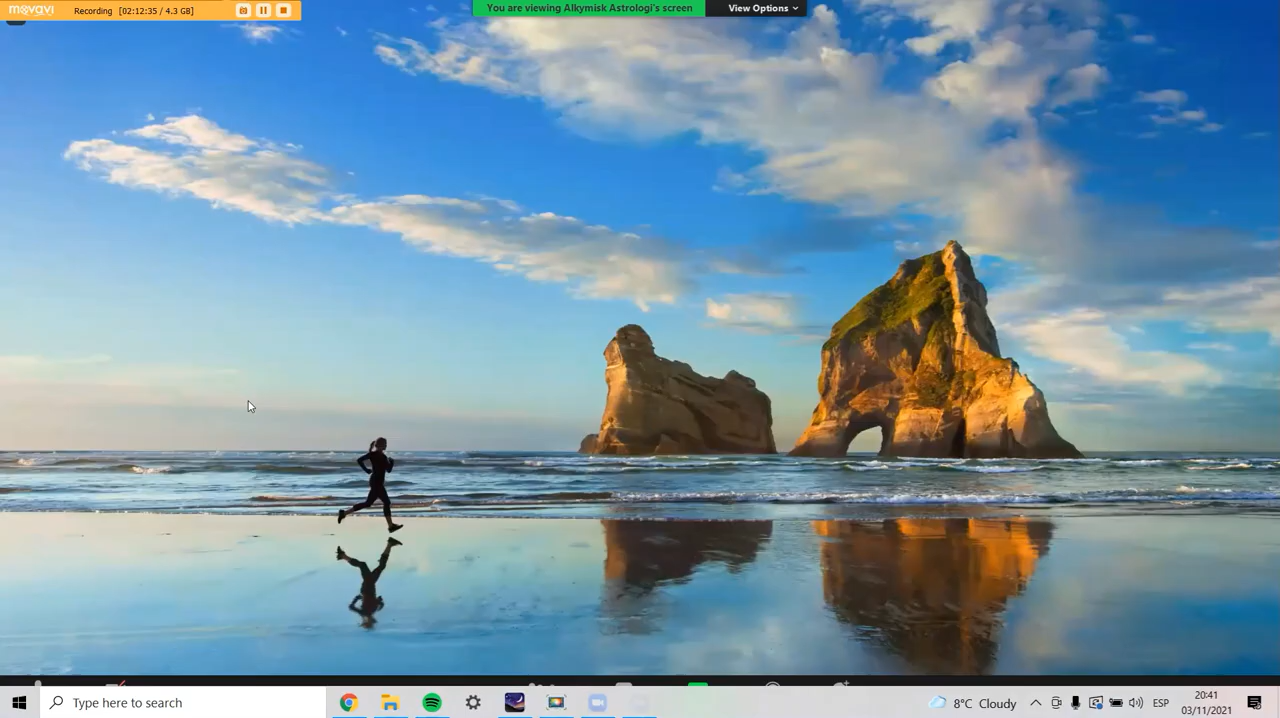 movavi Recording [02:12:35 / 4.3 GB]
You are viewing Alkymisk Astrologi's screen View Options
Type here to search
8°C Cloudy
ESP
20:41
03/11/2021